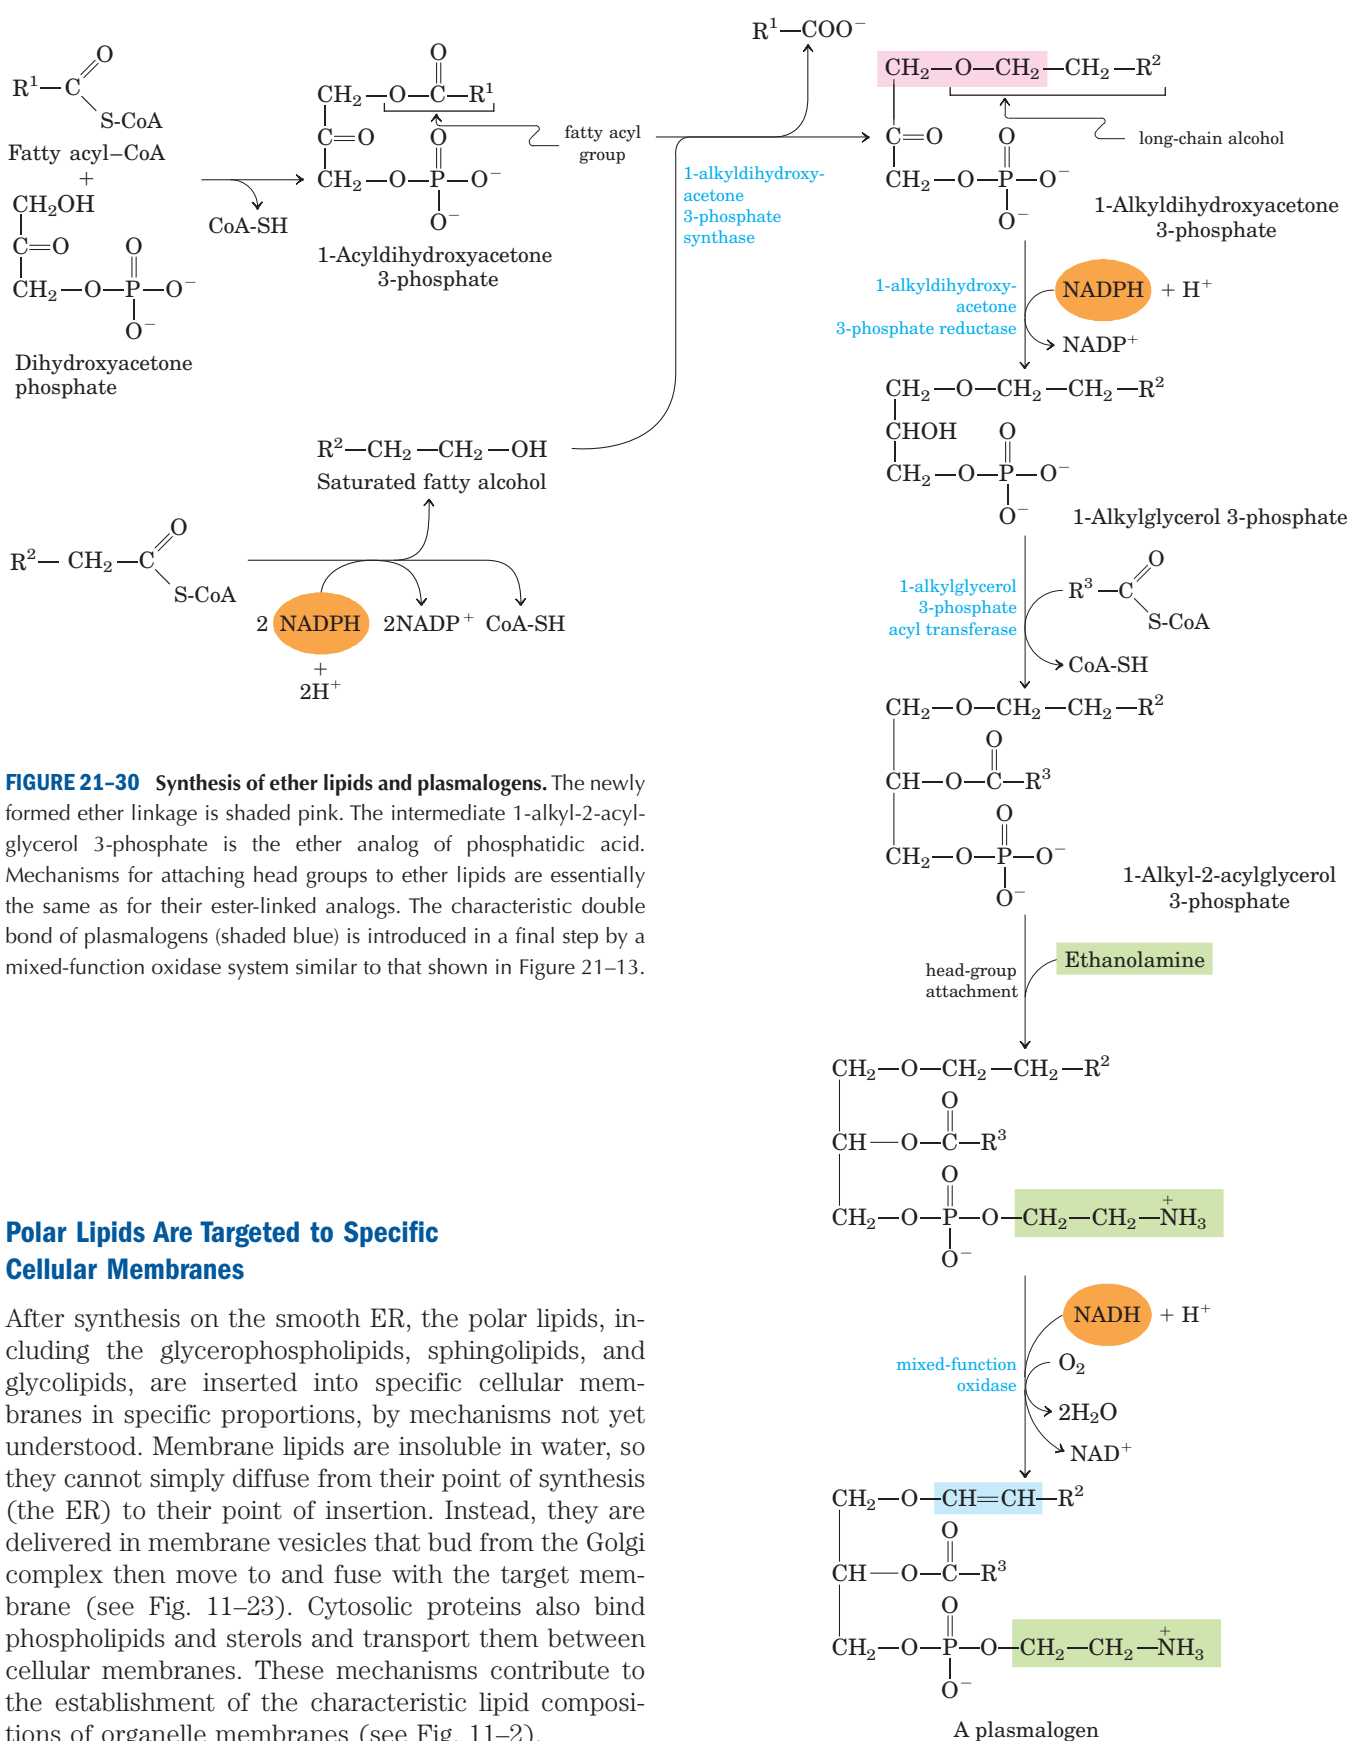 R¹—COO⁻
O
R¹—C
S-CoA
Fatty acyl–CoA
+
CH₂OH
C=O
O
CH₂—O—P—O⁻
O⁻
Dihydroxyacetone
phosphate
CoA-SH
O
CH₂—O—C—R¹
C=O
O
CH₂—O—P—O⁻
O⁻
1-Acyldihydroxyacetone
3-phosphate
fatty acyl
group
1-alkyldihydroxy-
acetone
3-phosphate
synthase
CH₂—O—CH₂—CH₂—R²
C=O
O
CH₂—O—P—O⁻
O⁻
long-chain alcohol
1-Alkyldihydroxyacetone
3-phosphate
1-alkyldihydroxy-
acetone
3-phosphate reductase
NADPH + H⁺
NADP⁺
CH₂—O—CH₂—CH₂—R²
CHOH
O
CH₂—O—P—O⁻
O⁻
1-Alkylglycerol 3-phosphate
R²—CH₂—CH₂—OH
Saturated fatty alcohol
O
R²—CH₂—C
S-CoA
2 NADPH 2NADP⁺ CoA-SH
+
2H⁺
1-alkylglycerol
3-phosphate
acyl transferase
O
R³—C
S-CoA
CoA-SH
CH₂—O—CH₂—CH₂—R²
O
CH—O—C—R³
O
CH₂—O—P—O⁻
O⁻
1-Alkyl-2-acylglycerol
3-phosphate
head-group
attachment
Ethanolamine
CH₂—O—CH₂—CH₂—R²
O
CH—O—C—R³
O
CH₂—O—P—O—CH₂—CH₂—N⁺H₃
O⁻
mixed-function
oxidase
NADH + H⁺
O₂
2H₂O
NAD⁺
CH₂—O—CH=CH—R²
O
CH—O—C—R³
O
CH₂—O—P—O—CH₂—CH₂—N⁺H₃
O⁻
A plasmalogen
FIGURE 21–30 Synthesis of ether lipids and plasmalogens. The newly
formed ether linkage is shaded pink. The intermediate 1-alkyl-2-acyl-
glycerol 3-phosphate is the ether analog of phosphatidic acid.
Mechanisms for attaching head groups to ether lipids are essentially
the same as for their ester-linked analogs. The characteristic double
bond of plasmalogens (shaded blue) is introduced in a final step by a
mixed-function oxidase system similar to that shown in Figure 21–13.
Polar Lipids Are Targeted to Specific
Cellular Membranes
After synthesis on the smooth ER, the polar lipids, in-
cluding the glycerophospholipids, sphingolipids, and
glycolipids, are inserted into specific cellular mem-
branes in specific proportions, by mechanisms not yet
understood. Membrane lipids are insoluble in water, so
they cannot simply diffuse from their point of synthesis
(the ER) to their point of insertion. Instead, they are
delivered in membrane vesicles that bud from the Golgi
complex then move to and fuse with the target mem-
brane (see Fig. 11–23). Cytosolic proteins also bind
phospholipids and sterols and transport them between
cellular membranes. These mechanisms contribute to
the establishment of the characteristic lipid composi-
tions of organelle membranes (see Fig. 11–2).